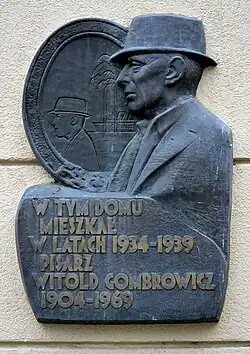 W TYM DOMU
MIESZKAŁ
W LATACH 1934-1939
PISARZ
WITOLD GOMBROWICZ
1904-1969